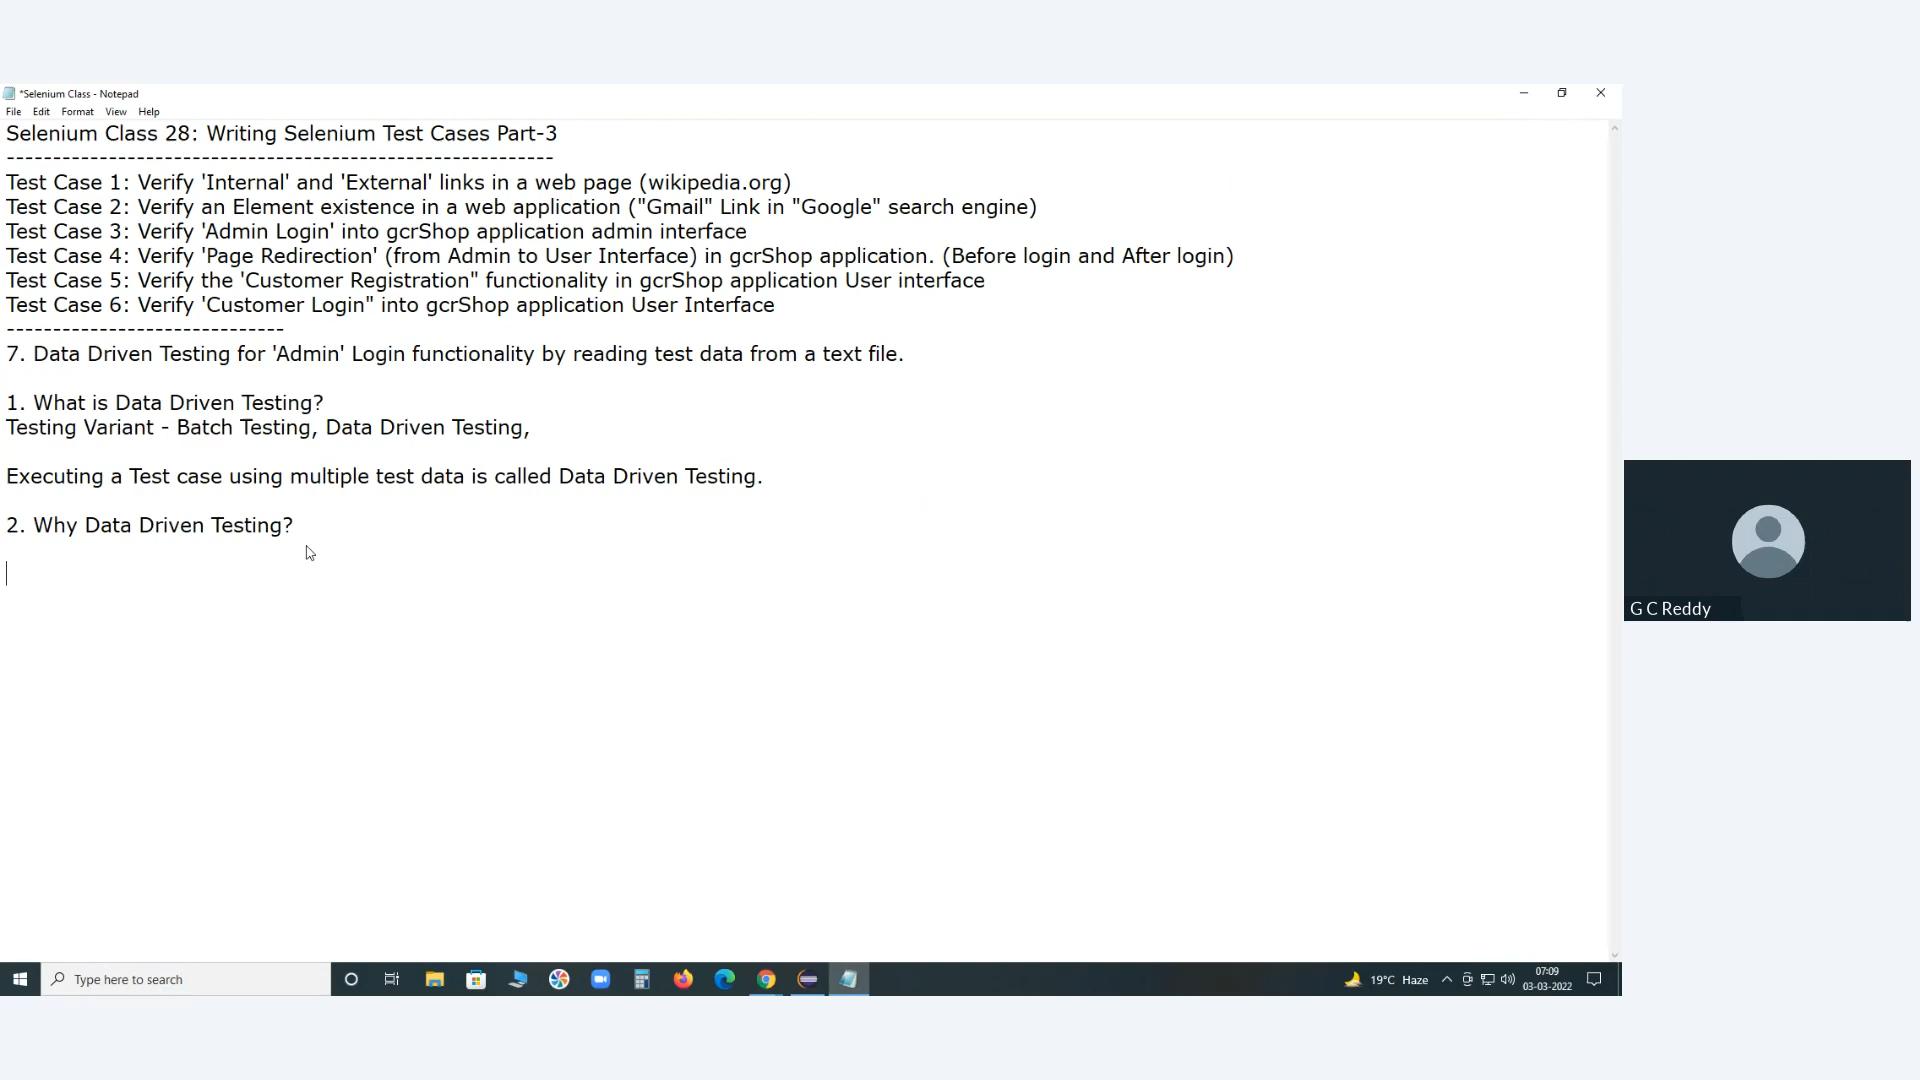 *Selenium Class - Notepad
File Edit Format View Help
Selenium Class 28: Writing Selenium Test Cases Part-3
-----------------------------------------------------------
Test Case 1: Verify 'Internal' and 'External' links in a web page (wikipedia.org)
Test Case 2: Verify an Element existence in a web application ("Gmail" Link in "Google" search engine)
Test Case 3: Verify 'Admin Login' into gcrShop application admin interface
Test Case 4: Verify 'Page Redirection' (from Admin to User Interface) in gcrShop application. (Before login and After login)
Test Case 5: Verify the 'Customer Registration" functionality in gcrShop application User interface
Test Case 6: Verify 'Customer Login" into gcrShop application User Interface
------------------------------
7. Data Driven Testing for 'Admin' Login functionality by reading test data from a text file.
1. What is Data Driven Testing?
Testing Variant - Batch Testing, Data Driven Testing,
Executing a Test case using multiple test data is called Data Driven Testing.
2. Why Data Driven Testing?
G C Reddy
Type here to search
19°C Haze
07:09
03-03-2022